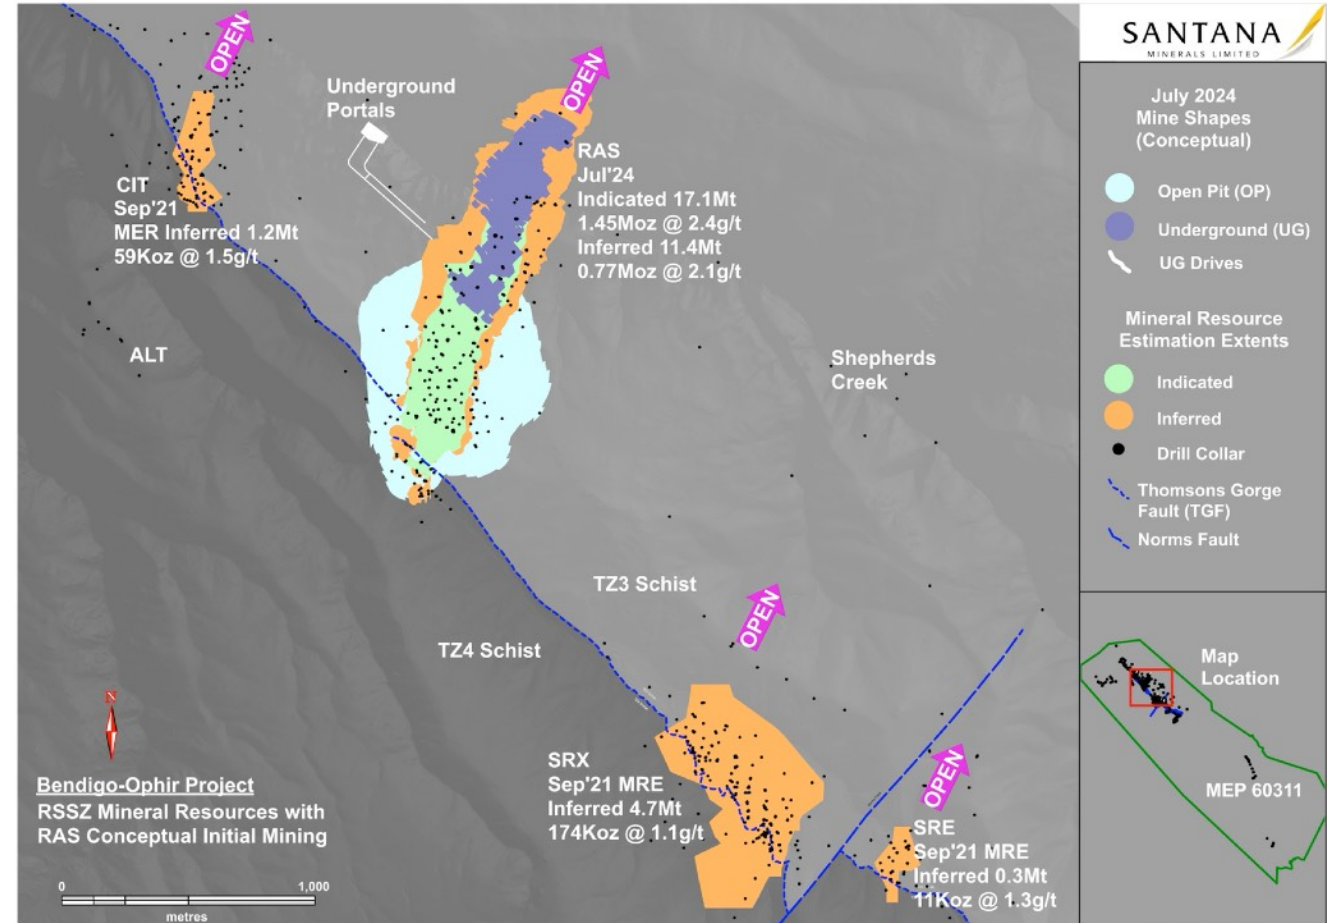 OPEN
Underground
Portals
OPEN
CIT
Sep'21
MER Inferred 1.2Mt
59Koz @ 1.5g/t
RAS
Jul'24
Indicated 17.1Mt
1.45Moz @ 2.4g/t
Inferred 11.4Mt
0.77Moz @ 2.1g/t
ALT
Shepherds
Creek
TZ3 Schist
OPEN
TZ4 Schist
SRX
Sep'21 MRE
Inferred 4.7Mt
174Koz @ 1.1g/t
OPEN
SRE
Sep'21 MRE
Inferred 0.3Mt
11Koz @ 1.3g/t
N
Bendigo-Ophir Project
RSSZ Mineral Resources with
RAS Conceptual Initial Mining
0 1,000
metres
SANTANA
MINERALS LIMITED
July 2024
Mine Shapes
(Conceptual)
Open Pit (OP)
Underground (UG)
UG Drives
Mineral Resource
Estimation Extents
Indicated
Inferred
Drill Collar
Thomsons Gorge
Fault (TGF)
Norms Fault
Map
Location
MEP 60311